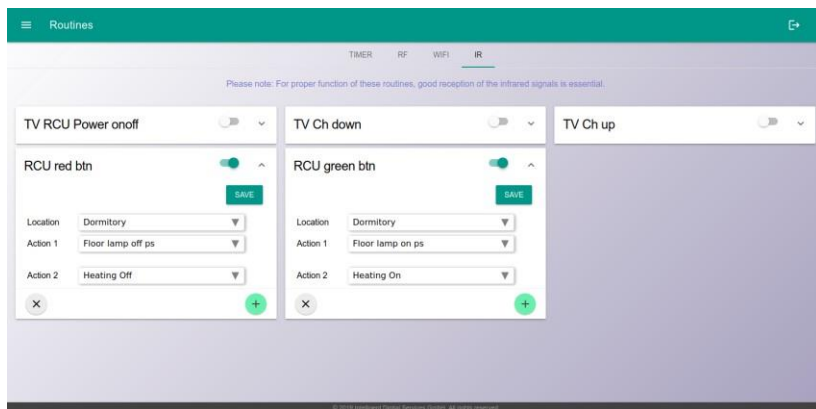 Routines
TIMER RF WIFI IR
Please note: For proper function of these routines, good reception of the infrared signals is essential.
TV RCU Power onoff
TV Ch down
TV Ch up
RCU red btn
SAVE
Location Dormitory
Action 1 Floor lamp off ps
Action 2 Heating Off
RCU green btn
SAVE
Location Dormitory
Action 1 Floor lamp on ps
Action 2 Heating On